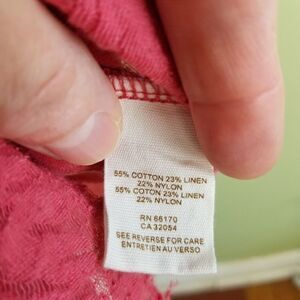 55% COTTON 23% LINEN
22% NYLON
55% COTTON 23% LINEN
22% NYLON
RN 66170
CA 32054
SEE REVERSE FOR CARE
ENTRETIEN AU VERSO